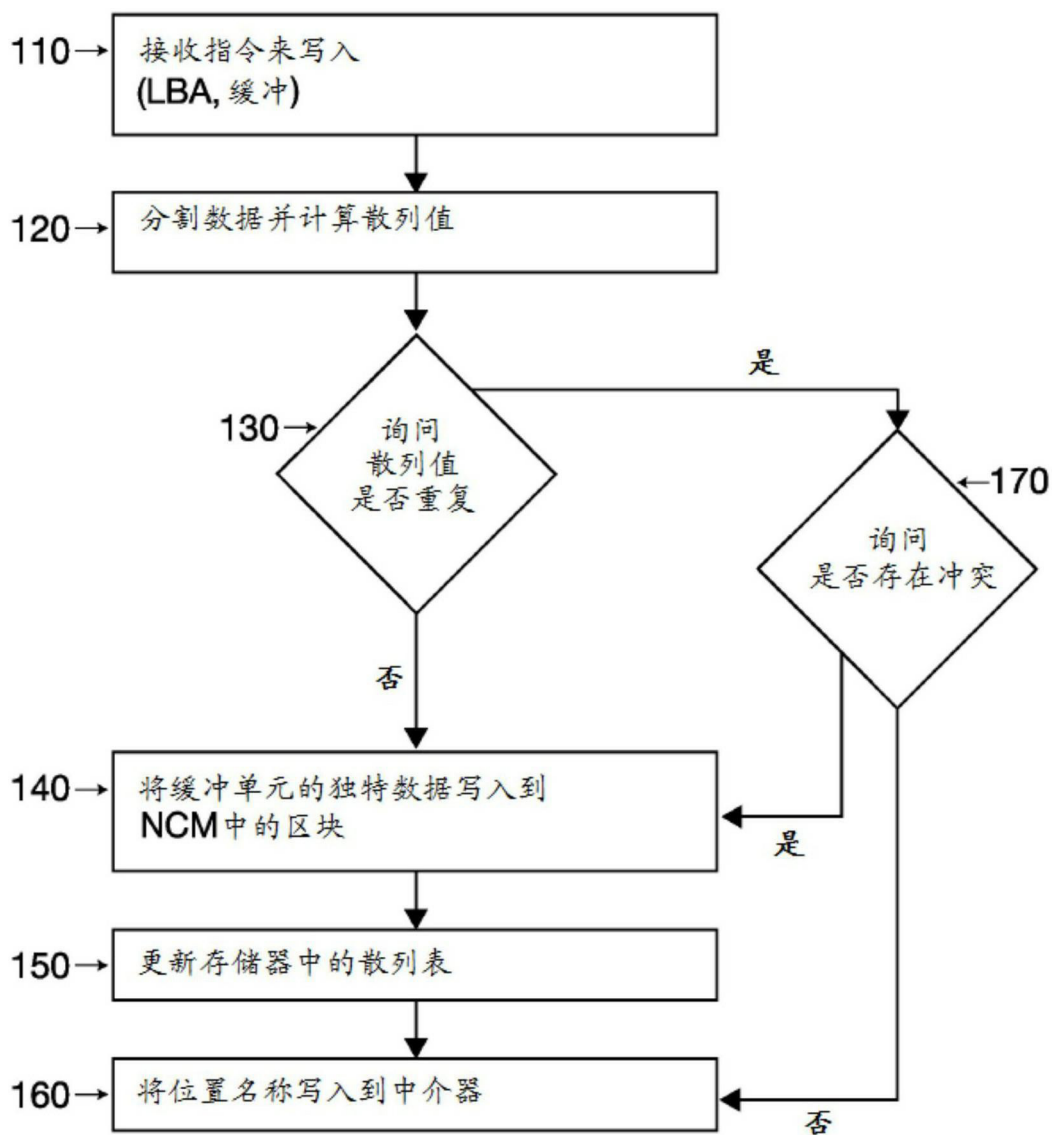 110→
接收指令来写入
(LBA, 缓冲)
120→
分割数据并计算散列值
130→
询问
散列值
是否重复
是
←170
询问
是否存在冲突
否
140→
将缓冲单元的独特数据写入到
NCM中的区块
是
150→
更新存储器中的散列表
160→
将位置名称写入到中介器
否